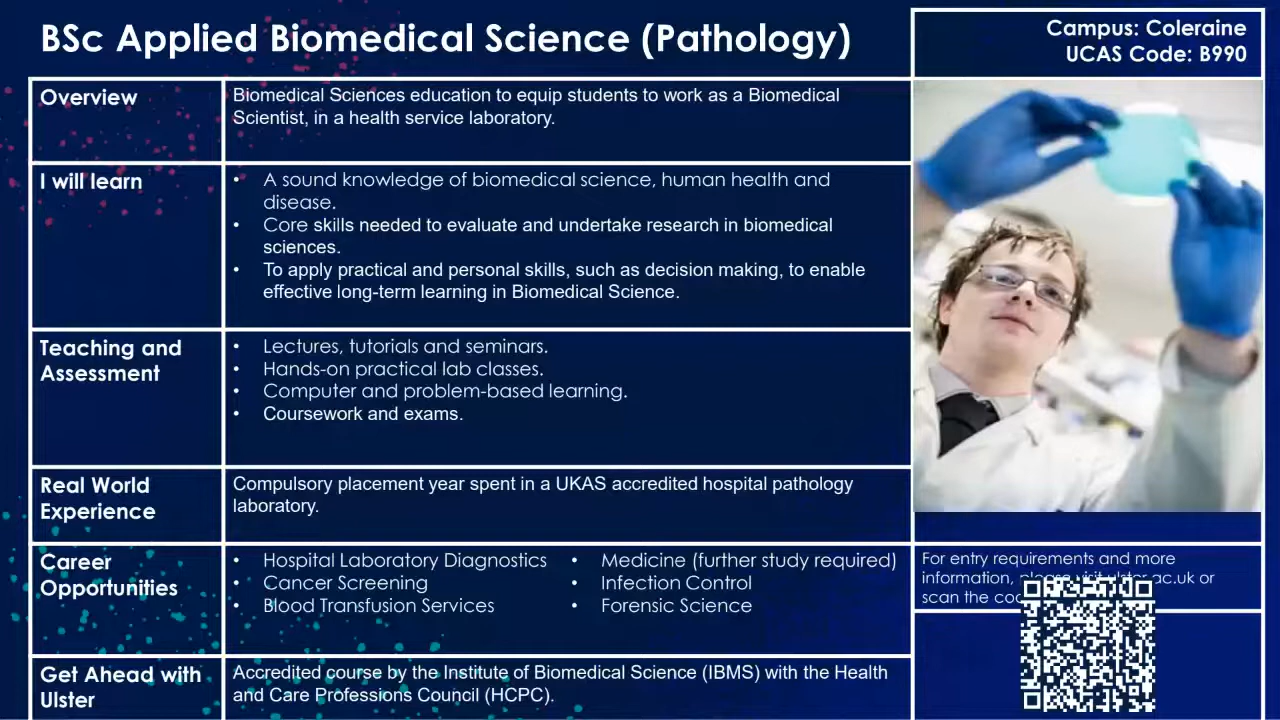 BSc Applied Biomedical Science (Pathology)
Campus: Coleraine
UCAS Code: B990
Overview
Biomedical Sciences education to equip students to work as a Biomedical
Scientist, in a health service laboratory.
I will learn
• A sound knowledge of biomedical science, human health and
disease.
• Core skills needed to evaluate and undertake research in biomedical
sciences.
• To apply practical and personal skills, such as decision making, to enable
effective long-term learning in Biomedical Science.
Teaching and
Assessment
• Lectures, tutorials and seminars.
• Hands-on practical lab classes.
• Computer and problem-based learning.
• Coursework and exams.
Real World
Experience
Compulsory placement year spent in a UKAS accredited hospital pathology
laboratory.
Career
Opportunities
• Hospital Laboratory Diagnostics
• Cancer Screening
• Blood Transfusion Services
• Medicine (further study required)
• Infection Control
• Forensic Science
For entry requirements and more
information, please visit ulster.ac.uk or
scan the
Get Ahead with
Ulster
Accredited course by the Institute of Biomedical Science (IBMS) with the Health
and Care Professions Council (HCPC).